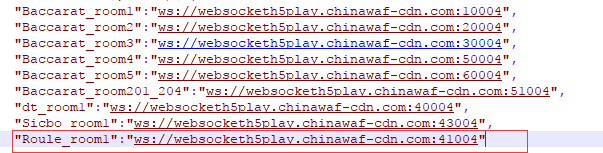 "Baccarat_room1":"ws://websocketh5play.chinawaf-cdn.com:10004",
"Baccarat_room2":"ws://websocketh5play.chinawaf-cdn.com:20004",
"Baccarat_room3":"ws://websocketh5play.chinawaf-cdn.com:30004",
"Baccarat_room4":"ws://websocketh5play.chinawaf-cdn.com:50004",
"Baccarat_room5":"ws://websocketh5play.chinawaf-cdn.com:60004",
"Baccarat_room201_204":"ws://websocketh5play.chinawaf-cdn.com:51004",
"dt_room1":"ws://websocketh5play.chinawaf-cdn.com:40004",
"Sicbo_room1":"ws://websocketh5play.chinawaf-cdn.com:43004",
"Roule_room1":"ws://websocketh5play.chinawaf-cdn.com:41004"